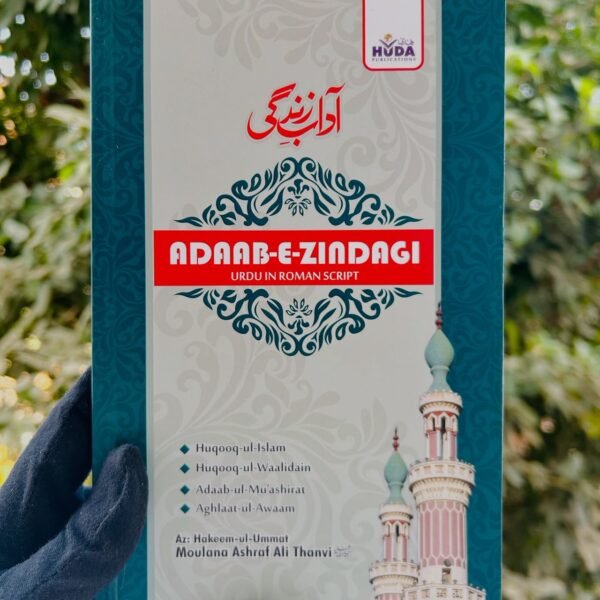 HUDA
PUBLICATIONS
آدابِ زندگی
ADAAB-E-ZINDAGI
URDU IN ROMAN SCRIPT
Huqooq-ul-Islam
Huqooq-ul-Waalidain
Adaab-ul-Mu'ashirat
Aghlaat-ul-Awaam
Az: Hakeem-ul-Ummat
Moulana Ashraf Ali Thanvi